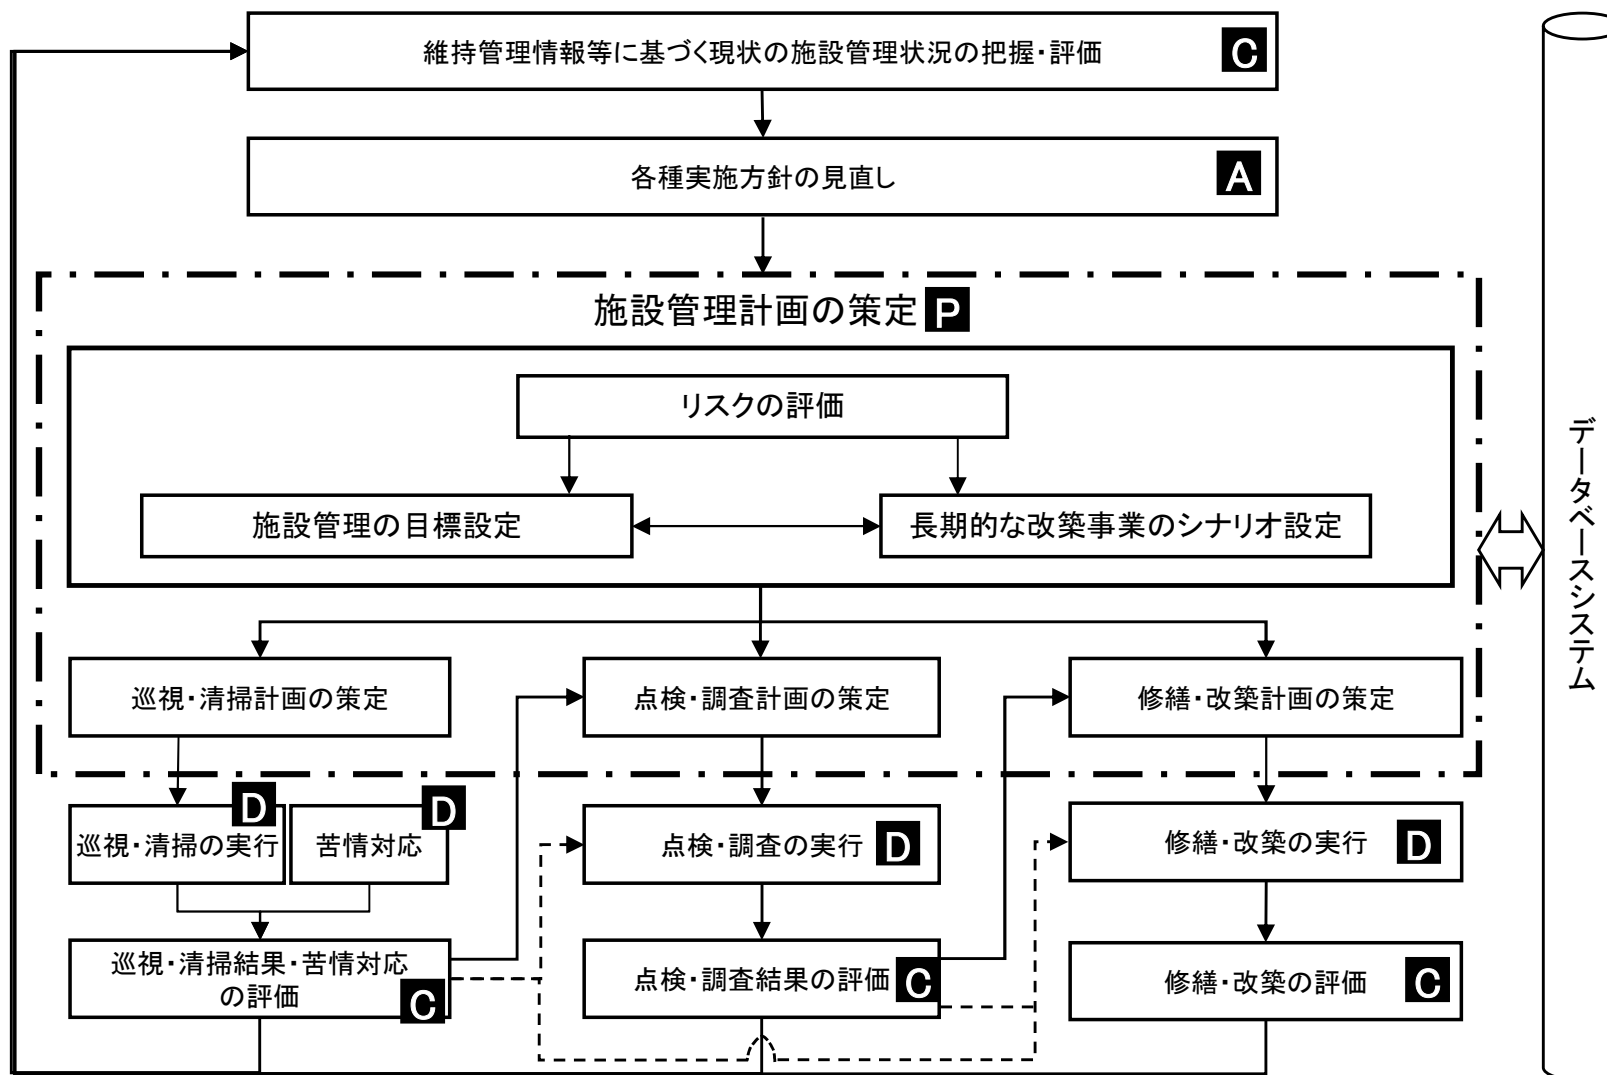 維持管理情報等に基づく現状の施設管理状況の把握・評価 C
各種実施方針の見直し A
施設管理計画の策定 P
リスクの評価
施設管理の目標設定
長期的な改築事業のシナリオ設定
巡視・清掃計画の策定
点検・調査計画の策定
修繕・改築計画の策定
巡視・清掃の実行 D
苦情対応 D
点検・調査の実行 D
修繕・改築の実行 D
巡視・清掃結果・苦情対応
の評価 C
点検・調査結果の評価 C
修繕・改築の評価 C
データベースシステム